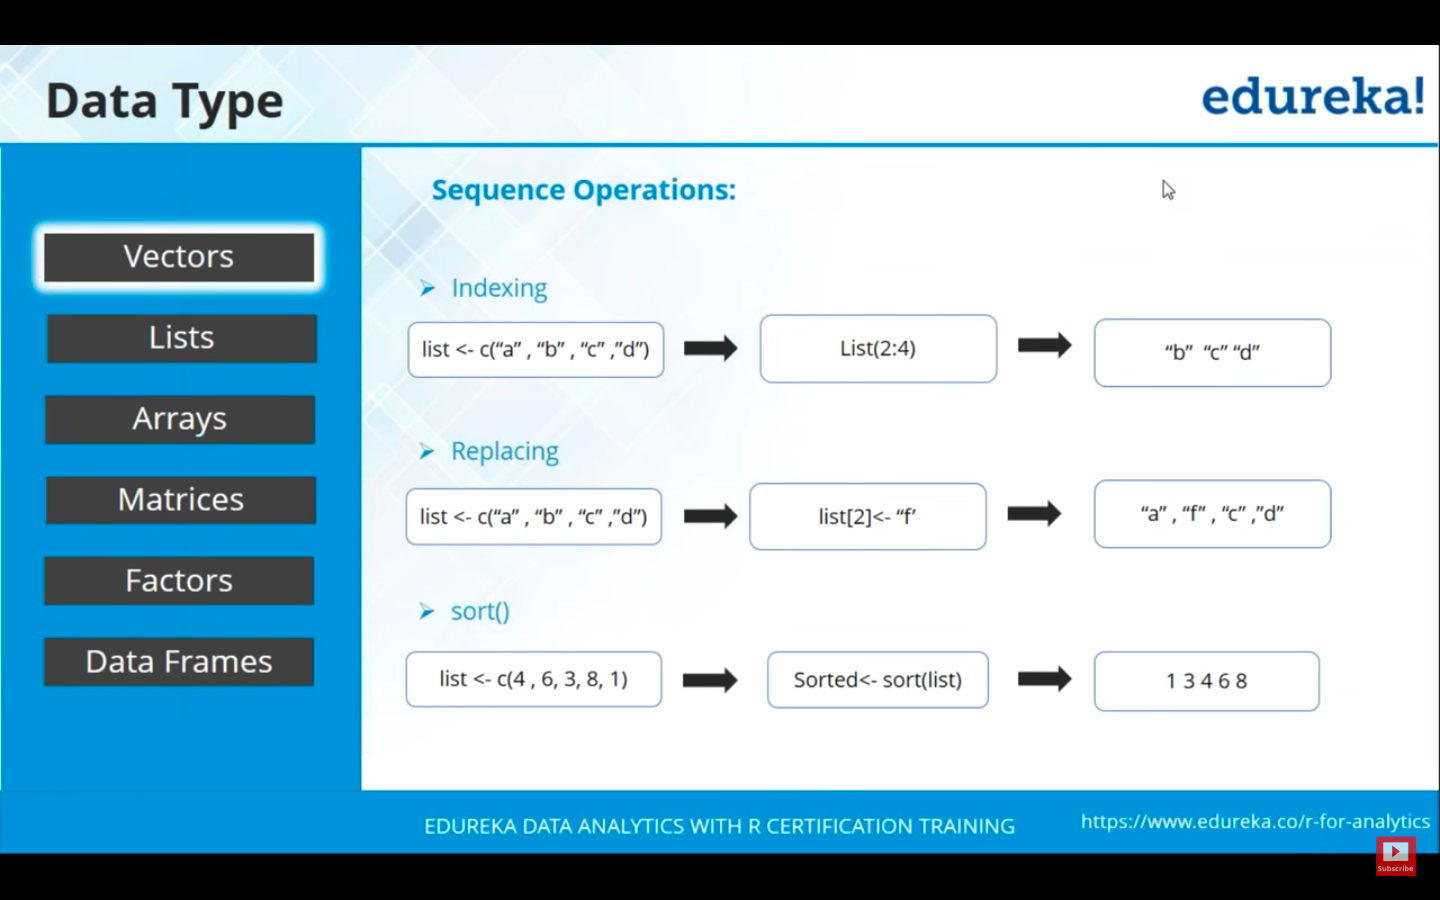 Data Type
edureka!
Vectors
Lists
Arrays
Matrices
Factors
Data Frames
Sequence Operations:
Indexing
list <- c(“a” , “b” , “c” ,”d”)
List(2:4)
“b”  “c” “d”
Replacing
list <- c(“a” , “b” , “c” ,”d”)
list[2]<- “f’
“a” , “f” , “c” ,”d”
sort()
list <- c(4 , 6, 3, 8, 1)
Sorted<- sort(list)
1 3 4 6 8
EDUREKA DATA ANALYTICS WITH R CERTIFICATION TRAINING
https://www.edureka.co/r-for-analytics
Subscribe